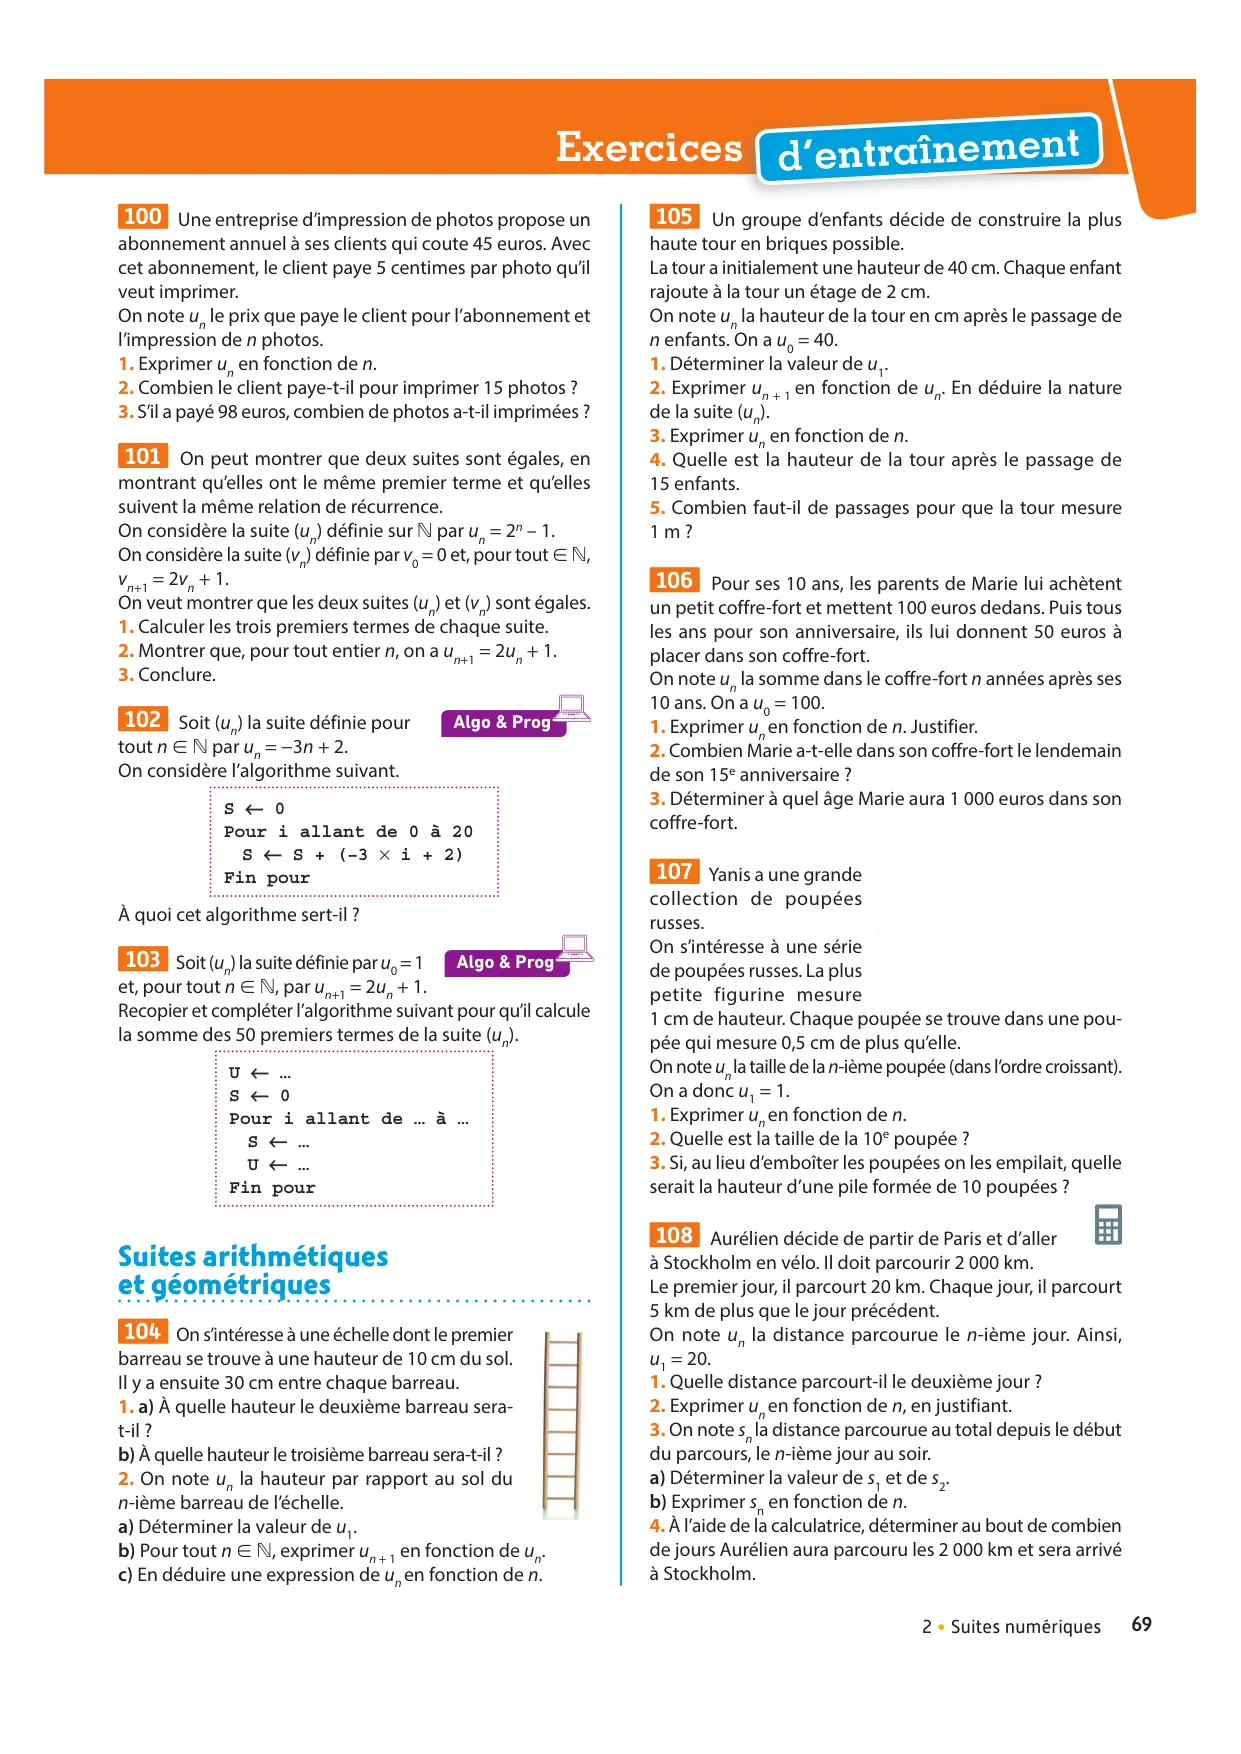 Exercices d’entraînement
100 Une entreprise d’impression de photos propose un
abonnement annuel à ses clients qui coute 45 euros. Avec
cet abonnement, le client paye 5 centimes par photo qu’il
veut imprimer.
On note un le prix que paye le client pour l’abonnement et
l’impression de n photos.
1. Exprimer un en fonction de n.
2. Combien le client paye-t-il pour imprimer 15 photos ?
3. S’il a payé 98 euros, combien de photos a-t-il imprimées ?
101 On peut montrer que deux suites sont égales, en
montrant qu’elles ont le même premier terme et qu’elles
suivent la même relation de récurrence.
On considère la suite (un) définie sur ℕ par un = 2ⁿ – 1.
On considère la suite (vn) définie par v0 = 0 et, pour tout ∈ ℕ,
vn+1 = 2vn + 1.
On veut montrer que les deux suites (un) et (vn) sont égales.
1. Calculer les trois premiers termes de chaque suite.
2. Montrer que, pour tout entier n, on a un+1 = 2un + 1.
3. Conclure.
102 Soit (un) la suite définie pour Algo & Prog
tout n ∈ ℕ par un = −3n + 2.
On considère l’algorithme suivant.
S ← 0
Pour i allant de 0 à 20
S ← S + (−3 × i + 2)
Fin pour
À quoi cet algorithme sert-il ?
103 Soit (un) la suite définie par u0 = 1 Algo & Prog
et, pour tout n ∈ ℕ, par un+1 = 2un + 1.
Recopier et compléter l’algorithme suivant pour qu’il calcule
la somme des 50 premiers termes de la suite (un).
U ← …
S ← 0
Pour i allant de … à …
S ← …
U ← …
Fin pour
Suites arithmétiques
et géométriques
104 On s’intéresse à une échelle dont le premier
barreau se trouve à une hauteur de 10 cm du sol.
Il y a ensuite 30 cm entre chaque barreau.
1. a) À quelle hauteur le deuxième barreau sera-
t-il ?
b) À quelle hauteur le troisième barreau sera-t-il ?
2. On note un la hauteur par rapport au sol du
n-ième barreau de l’échelle.
a) Déterminer la valeur de u1.
b) Pour tout n ∈ ℕ, exprimer un + 1 en fonction de un.
c) En déduire une expression de un en fonction de n.
105 Un groupe d’enfants décide de construire la plus
haute tour en briques possible.
La tour a initialement une hauteur de 40 cm. Chaque enfant
rajoute à la tour un étage de 2 cm.
On note un la hauteur de la tour en cm après le passage de
n enfants. On a u0 = 40.
1. Déterminer la valeur de u1.
2. Exprimer un + 1 en fonction de un. En déduire la nature
de la suite (un).
3. Exprimer un en fonction de n.
4. Quelle est la hauteur de la tour après le passage de
15 enfants.
5. Combien faut-il de passages pour que la tour mesure
1 m ?
106 Pour ses 10 ans, les parents de Marie lui achètent
un petit coffre-fort et mettent 100 euros dedans. Puis tous
les ans pour son anniversaire, ils lui donnent 50 euros à
placer dans son coffre-fort.
On note un la somme dans le coffre-fort n années après ses
10 ans. On a u0 = 100.
1. Exprimer un en fonction de n. Justifier.
2. Combien Marie a-t-elle dans son coffre-fort le lendemain
de son 15e anniversaire ?
3. Déterminer à quel âge Marie aura 1 000 euros dans son
coffre-fort.
107 Yanis a une grande
collection de poupées
russes.
On s’intéresse à une série
de poupées russes. La plus
petite figurine mesure
1 cm de hauteur. Chaque poupée se trouve dans une pou-
pée qui mesure 0,5 cm de plus qu’elle.
On note un la taille de la n-ième poupée (dans l’ordre croissant).
On a donc u1 = 1.
1. Exprimer un en fonction de n.
2. Quelle est la taille de la 10e poupée ?
3. Si, au lieu d’emboîter les poupées on les empilait, quelle
serait la hauteur d’une pile formée de 10 poupées ?
108 Aurélien décide de partir de Paris et d’aller
à Stockholm en vélo. Il doit parcourir 2 000 km.
Le premier jour, il parcourt 20 km. Chaque jour, il parcourt
5 km de plus que le jour précédent.
On note un la distance parcourue le n-ième jour. Ainsi,
u1 = 20.
1. Quelle distance parcourt-il le deuxième jour ?
2. Exprimer un en fonction de n, en justifiant.
3. On note sn la distance parcourue au total depuis le début
du parcours, le n-ième jour au soir.
a) Déterminer la valeur de s1 et de s2.
b) Exprimer sn en fonction de n.
4. À l’aide de la calculatrice, déterminer au bout de combien
de jours Aurélien aura parcouru les 2 000 km et sera arrivé
à Stockholm.
2 • Suites numériques 69